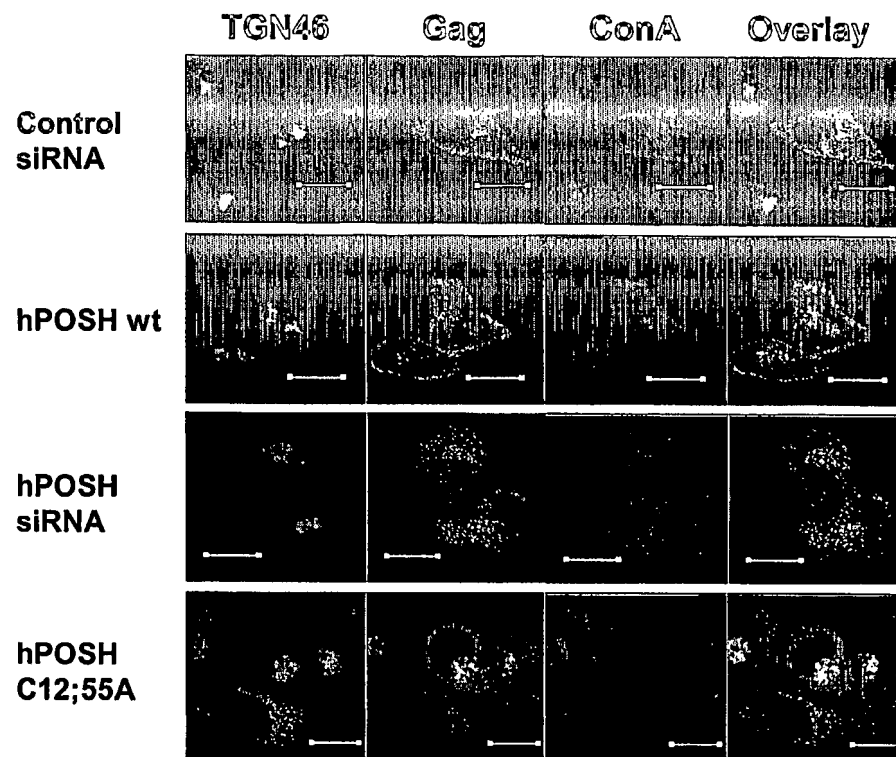 TGN46 Gag ConA Overlay
Control
siRNA
hPOSH wt
hPOSH
siRNA
hPOSH
C12;55A